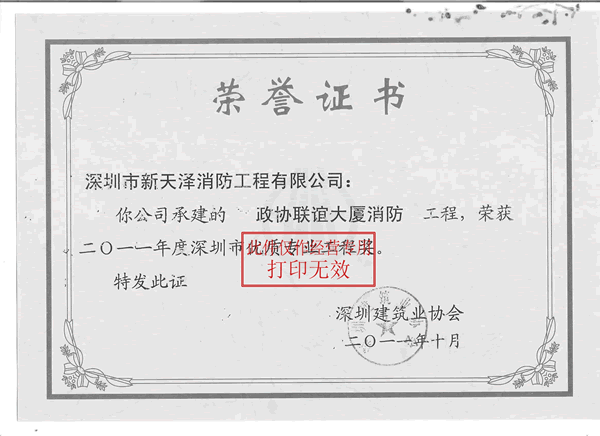 荣誉证书
深圳市新天泽消防工程有限公司：
你公司承建的 政协联谊大厦消防 工程，荣获
二〇一一年度深圳市优质专业工程奖。
打印无效
特发此证
深圳建筑业协会
二〇一一年十月